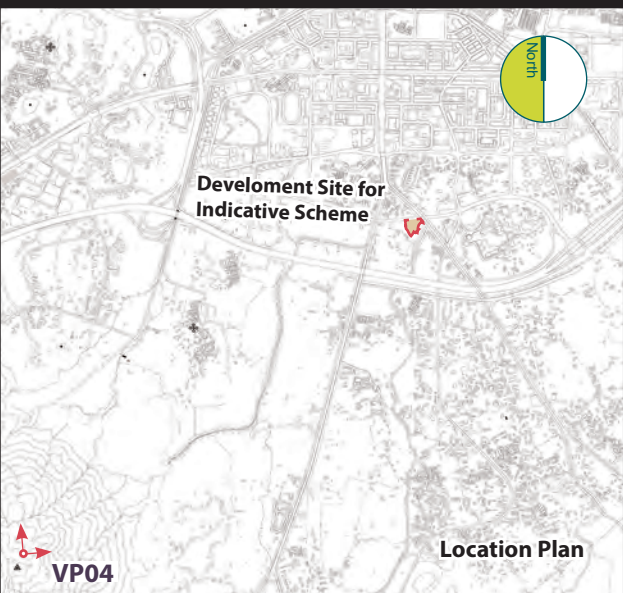 North
Develoment Site for
Indicative Scheme
VP04
Location Plan